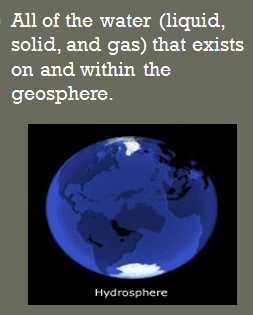 All of the water (liquid,
solid, and gas) that exists
on and within the
geosphere.
Hydrosphere